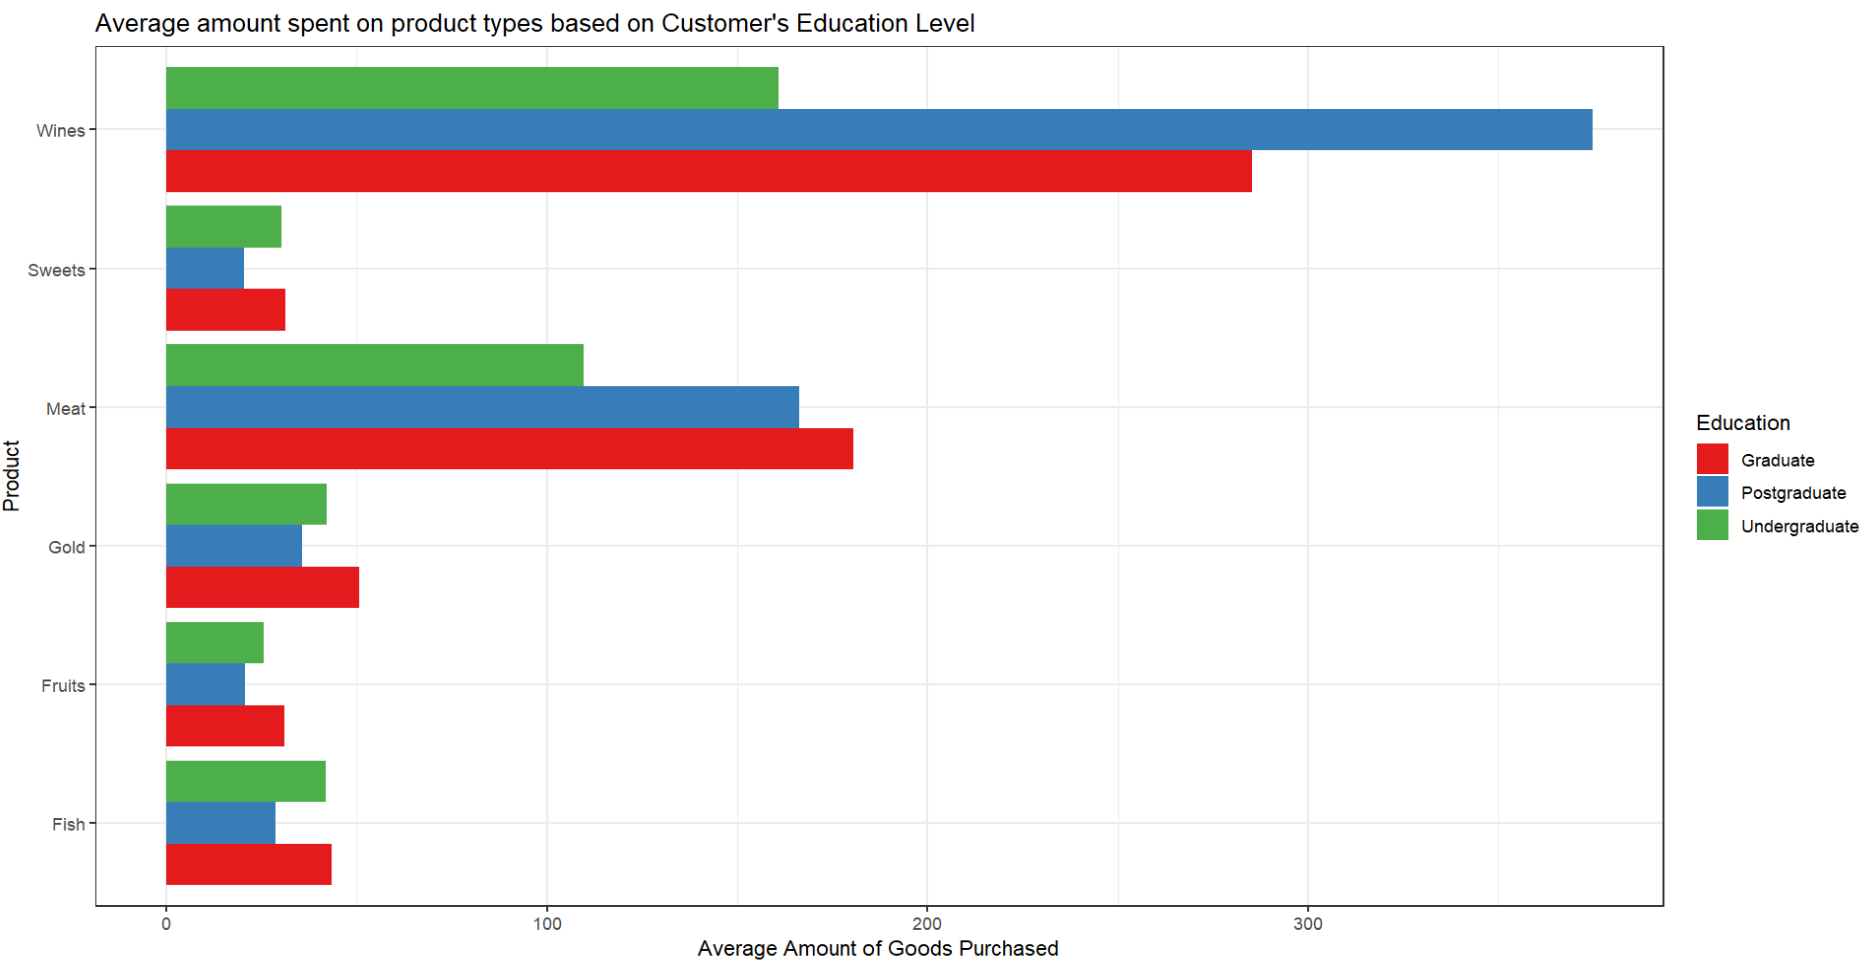 Average amount spent on product types based on Customer's Education Level
Product
Wines
Sweets
Meat
Gold
Fruits
Fish
0 100 200 300
Average Amount of Goods Purchased
Education
Graduate
Postgraduate
Undergraduate